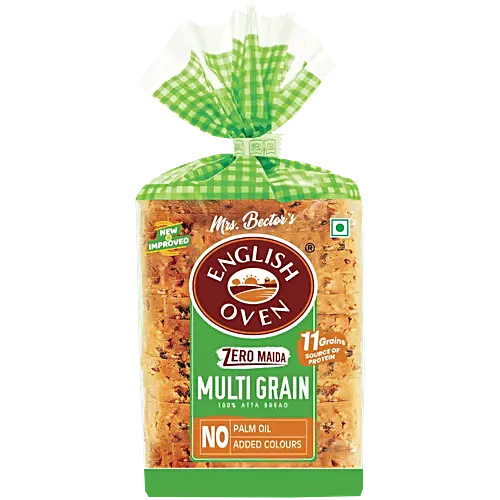 Mrs. Bector's
NEW &
IMPROVED
ENGLISH
OVEN
®
ZERO MAIDA
11 Grains
SOURCE OF
PROTEIN
MULTI GRAIN
100% ATTA BREAD
NO PALM OIL
ADDED COLOURS